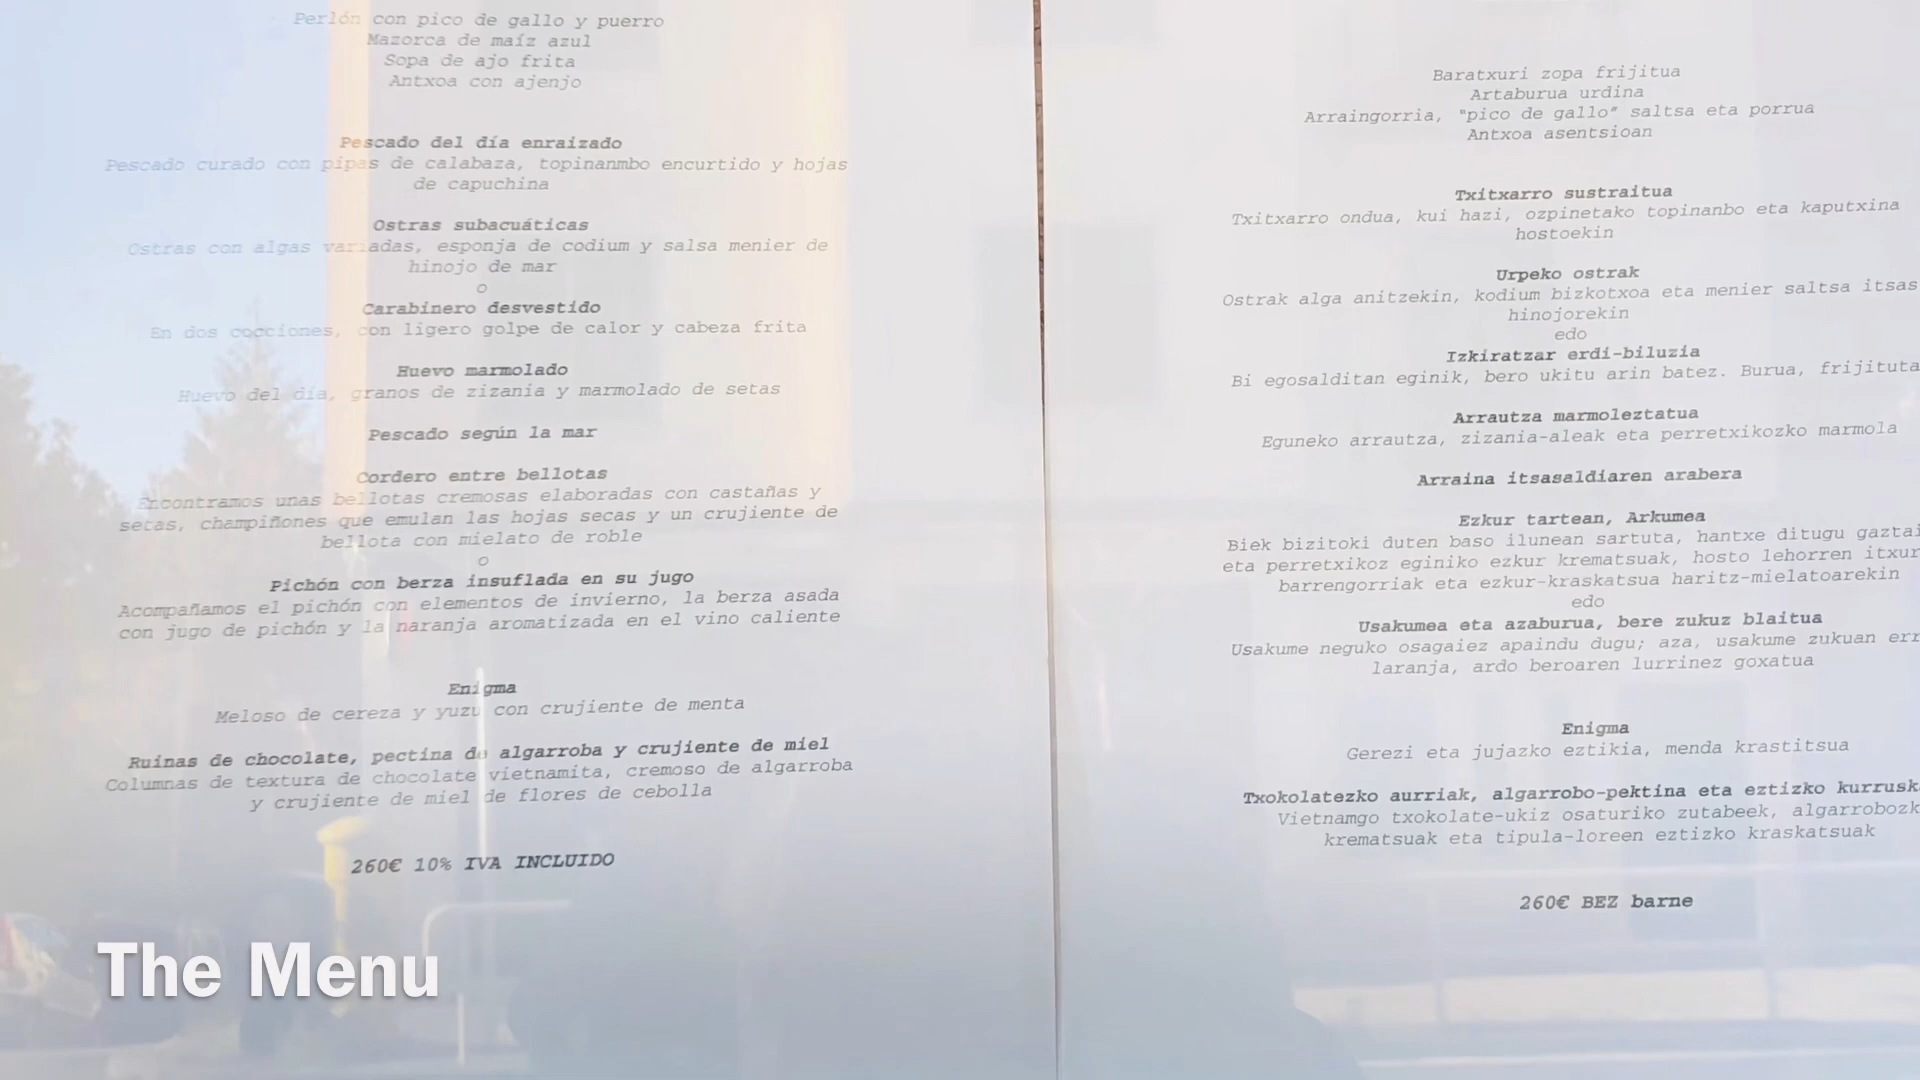 Perlón con pico de gallo y puerro
Mazorca de maíz azul
Sopa de ajo frita
Antxoa con ajenjo
Pescado del día enraizado
Pescado curado con pipas de calabaza, topinanmbo encurtido y hojas
de capuchina
Ostras subacuáticas
Ostras con algas variadas, esponja de codium y salsa menier de
hinojo de mar
o
Carabinero desvestido
En dos cocciones, con ligero golpe de calor y cabeza frita
Huevo marmolado
Huevo del día, granos de zizania y marmolado de setas
Pescado según la mar
Cordero entre bellotas
Encontramos unas bellotas cremosas elaboradas con castañas y
setas, champiñones que emulan las hojas secas y un crujiente de
bellota con mielato de roble
o
Pichón con berza insuflada en su jugo
Acompañamos el pichón con elementos de invierno, la berza asada
con jugo de pichón y la naranja aromatizada en el vino caliente
Enigma
Meloso de cereza y yuzu con crujiente de menta
Ruinas de chocolate, pectina de algarroba y crujiente de miel
Columnas de textura de chocolate vietnamita, cremoso de algarroba
y crujiente de miel de flores de cebolla
260€ 10% IVA INCLUIDO
Baratxuri zopa frijitua
Artaburua urdina
Arraingorria, "pico de gallo" saltsa eta porrua
Antxoa asentsioan
Txitxarro sustraitua
Txitxarro ondua, kui hazi, ozpinetako topinanbo eta kaputxina
hostoekin
Urpeko ostrak
Ostrak alga anitzekin, kodium bizkotxoa eta menier saltsa itsas
hinojorekin
edo
Izkiratzar erdi-biluzia
Bi egosalditan eginik, bero ukitu arin batez. Burua, frijituta
Arrautza marmoleztatua
Eguneko arrautza, zizania-aleak eta perretxikozko marmola
Arraina itsasaldiaren arabera
Ezkur tartean, Arkumea
Biek bizitoki duten baso ilunean sartuta, hantxe ditugu gaztai
eta perretxikoz eginiko ezkur krematsuak, hosto lehorren itxur
barrengorriak eta ezkur-kraskatsua haritz-mielatoarekin
edo
Usakumea eta azaburua, bere zukuz blaitua
Usakume neguko osagaiez apaindu dugu; aza, usakume zukuan err
laranja, ardo beroaren lurrinez goxatua
Enigma
Gerezi eta jujazko eztikia, menda krastitsua
Txokolatezko aurriak, algarrobo-pektina eta eztizko kurrusk
Vietnamgo txokolate-ukiz osaturiko zutabeek, algarrobozk
krematsuak eta tipula-loreen eztizko kraskatsuak
260€ BEZ barne
The Menu